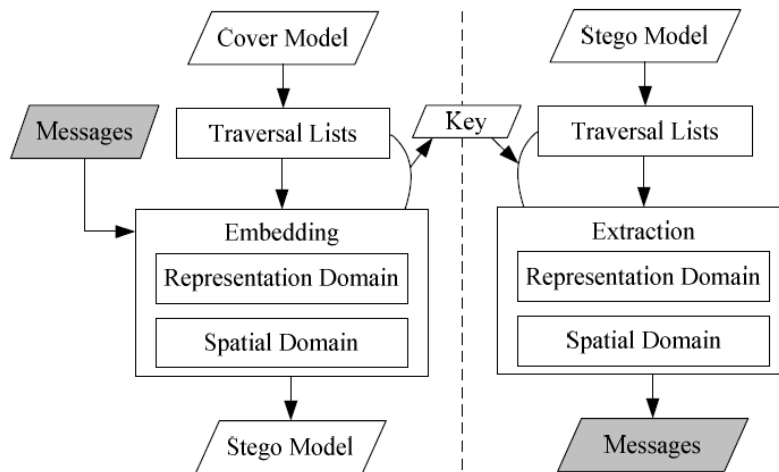 Cover Model
Messages
Traversal Lists
Embedding
Representation Domain
Spatial Domain
Stego Model
Key
Stego Model
Traversal Lists
Extraction
Representation Domain
Spatial Domain
Messages